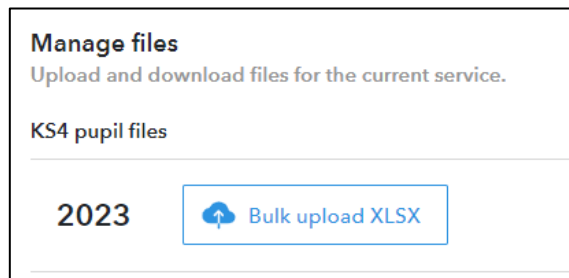 Manage files
Upload and download files for the current service.
KS4 pupil files
2023
Bulk upload XLSX